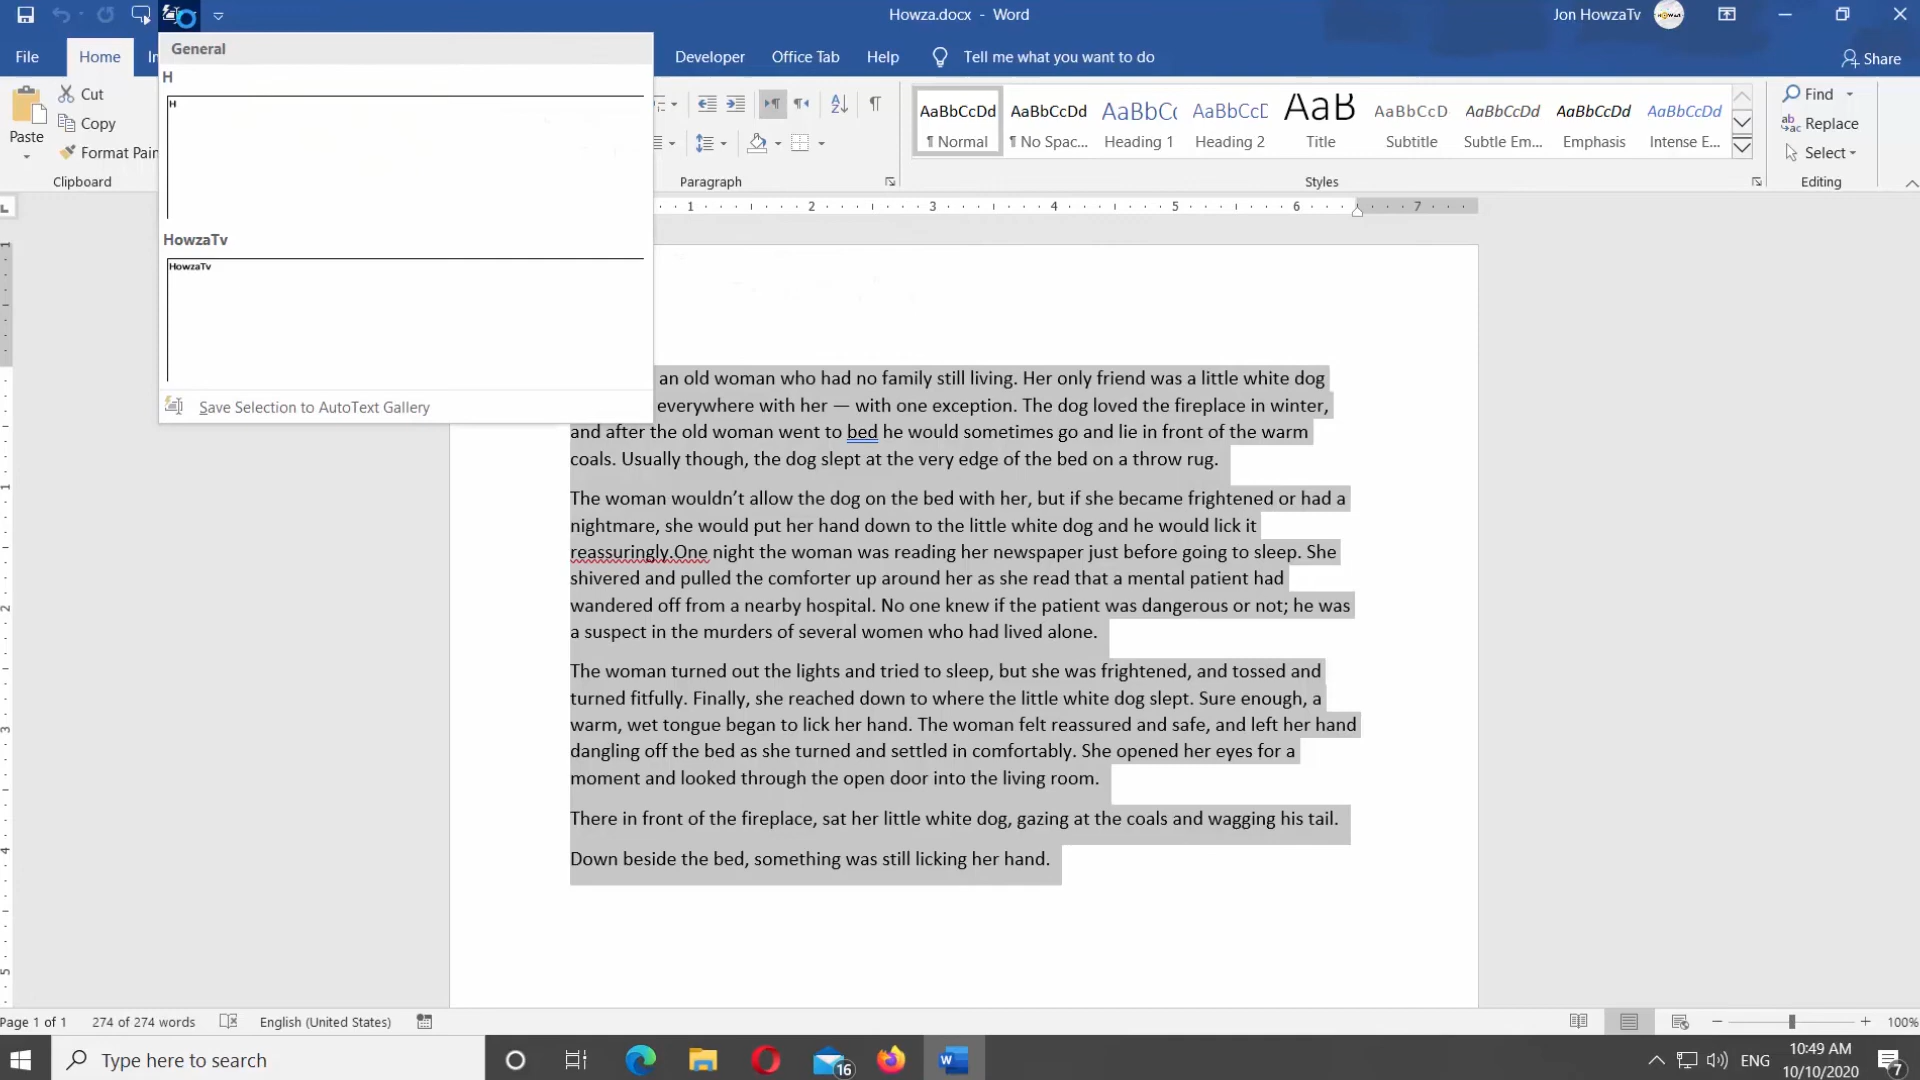 Howza.docx - Word
Jon HowzaTv
File
Home
Developer
Office Tab
Help
Tell me what you want to do
Share
General
H
H
HowzaTv
HowzaTv
Save Selection to AutoText Gallery
Paste
Cut
Copy
Format Pain
Clipboard
Paragraph
AaBbCcDd
¶ Normal
AaBbCcDd
¶ No Spac...
AaBbC(
Heading 1
AaBbCcC
Heading 2
AaB
Title
AaBbCcD
Subtitle
AaBbCcDd
Subtle Em...
AaBbCcDd
Emphasis
AaBbCcDd
Intense E...
Styles
Find
Replace
Select
Editing
1 2 3 4 5 6 7
an old woman who had no family still living. Her only friend was a little white dog
everywhere with her — with one exception. The dog loved the fireplace in winter,
and after the old woman went to bed he would sometimes go and lie in front of the warm
coals. Usually though, the dog slept at the very edge of the bed on a throw rug.
The woman wouldn’t allow the dog on the bed with her, but if she became frightened or had a
nightmare, she would put her hand down to the little white dog and he would lick it
reassuringly.One night the woman was reading her newspaper just before going to sleep. She
shivered and pulled the comforter up around her as she read that a mental patient had
wandered off from a nearby hospital. No one knew if the patient was dangerous or not; he was
a suspect in the murders of several women who had lived alone.
The woman turned out the lights and tried to sleep, but she was frightened, and tossed and
turned fitfully. Finally, she reached down to where the little white dog slept. Sure enough, a
warm, wet tongue began to lick her hand. The woman felt reassured and safe, and left her hand
dangling off the bed as she turned and settled in comfortably. She opened her eyes for a
moment and looked through the open door into the living room.
There in front of the fireplace, sat her little white dog, gazing at the coals and wagging his tail.
Down beside the bed, something was still licking her hand.
Page 1 of 1
274 of 274 words
English (United States)
100%
Type here to search
16
ENG
10:49 AM
10/10/2020
7